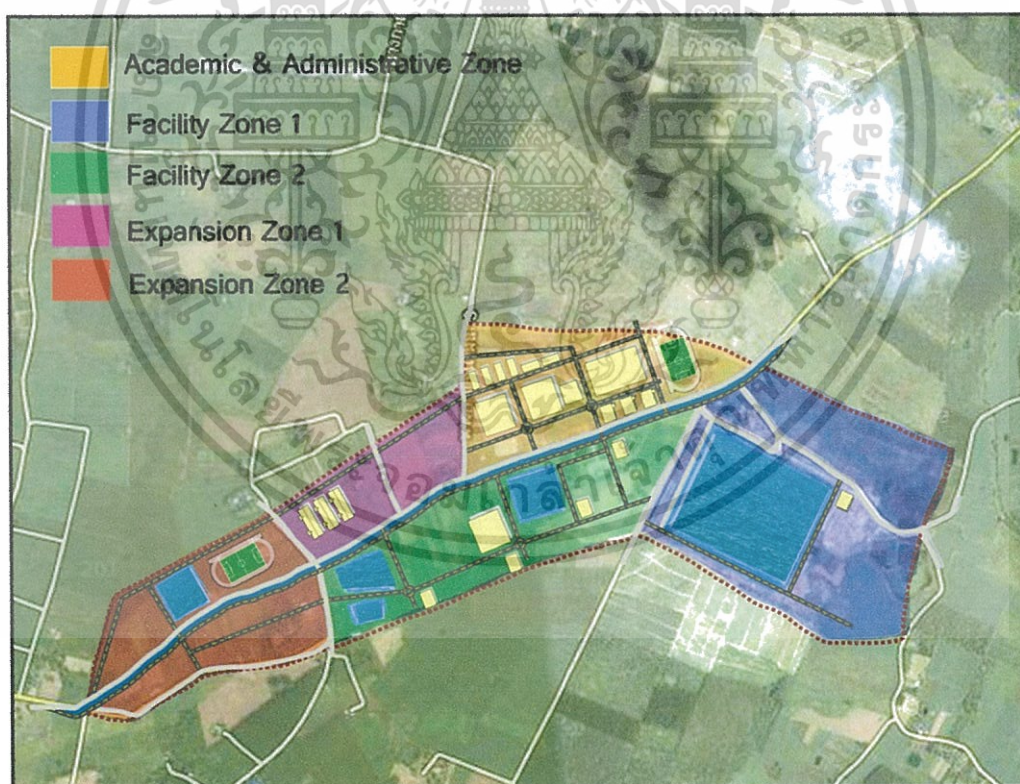 Academic & Administrative Zone
Facility Zone 1
Facility Zone 2
Expansion Zone 1
Expansion Zone 2